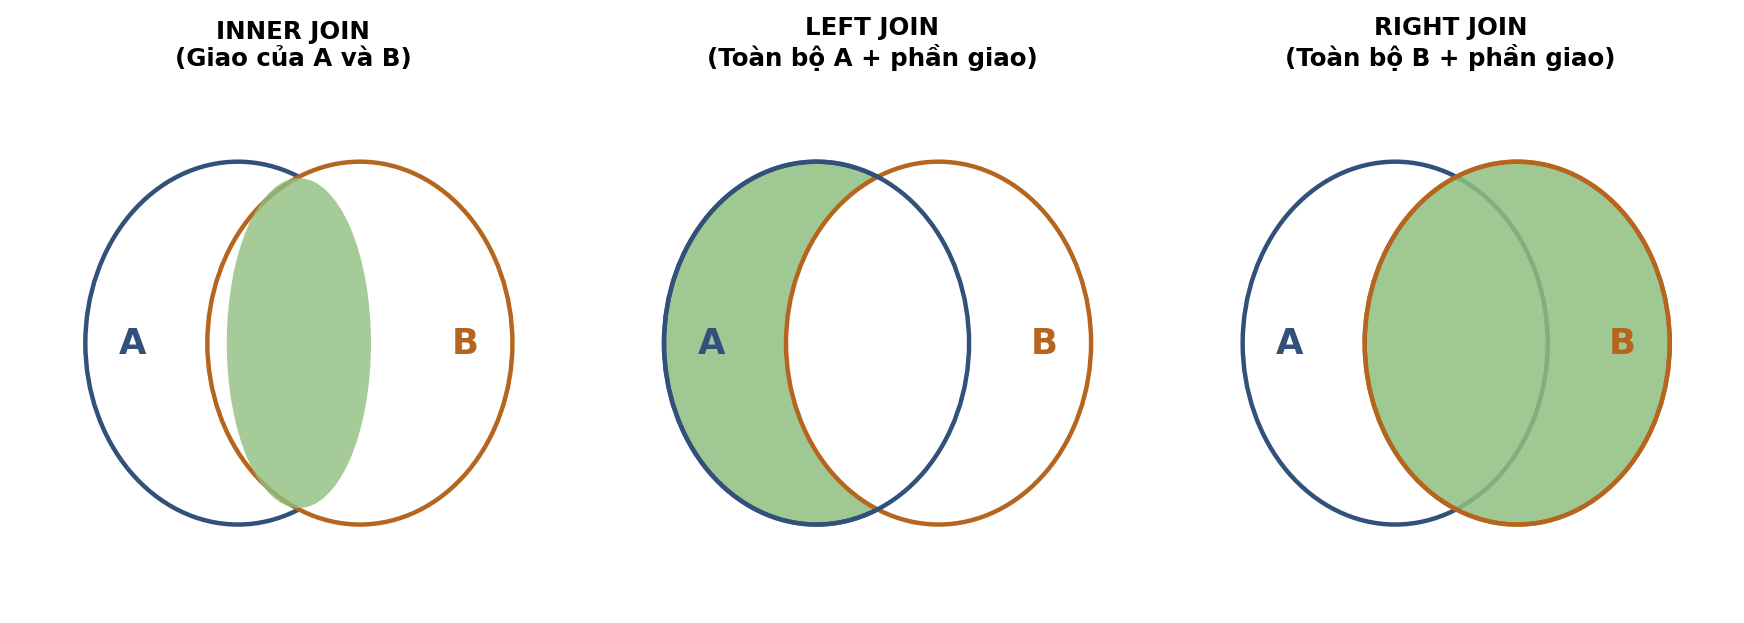 INNER JOIN
(Giao của A và B)
A
B
LEFT JOIN
(Toàn bộ A + phần giao)
A
B
RIGHT JOIN
(Toàn bộ B + phần giao)
A
B